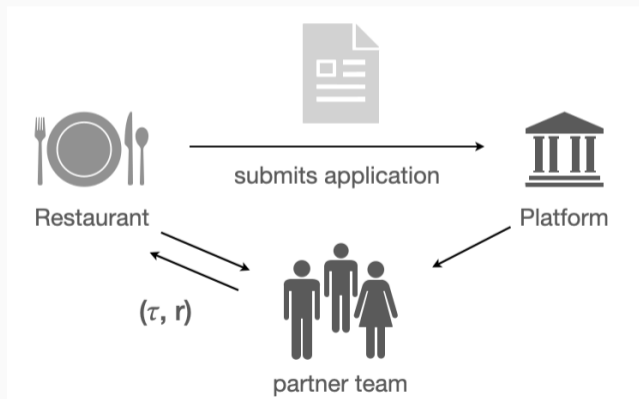 submits application
Restaurant
Platform
(τ, r)
partner team